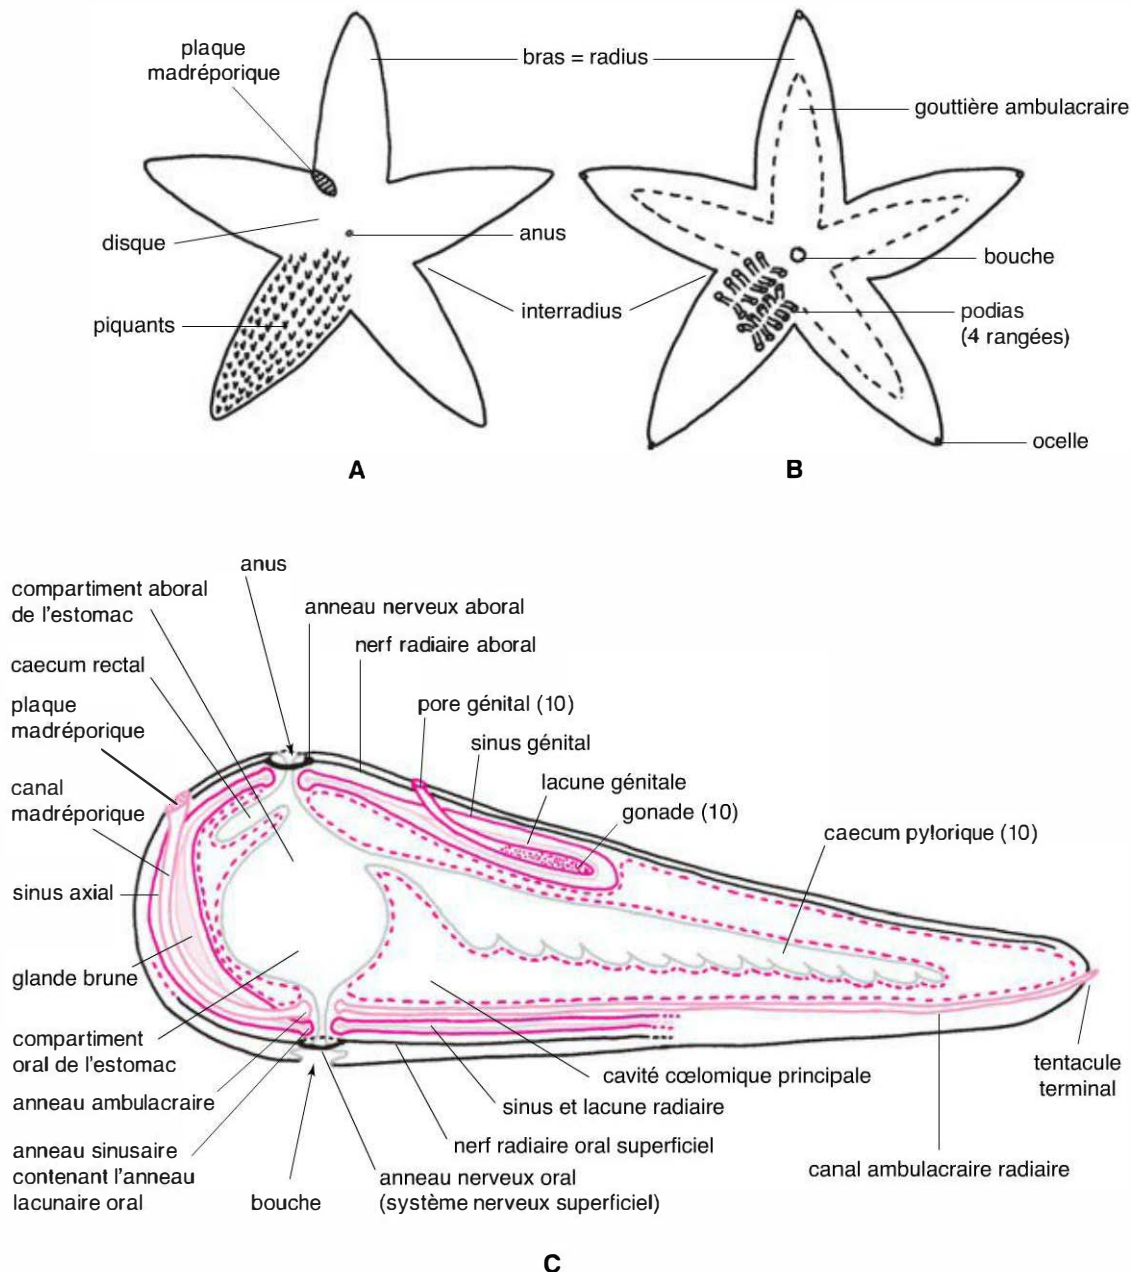 plaque
madréporique
bras = radius
gouttière ambulacraire
disque
anus
bouche
piquants
interradius
podias
(4 rangées)
ocelle
A
B
anus
compartiment aboral
de l'estomac
anneau nerveux aboral
nerf radiaire aboral
caecum rectal
plaque
madréporique
pore génital (10)
sinus génital
canal
madréporique
lacune génitale
gonade (10)
caecum pylorique (10)
sinus axial
glande brune
compartiment
oral de l'estomac
cavité cœlomique principale
tentacule
terminal
anneau ambulacraire
sinus et lacune radiaire
nerf radiaire oral superficiel
anneau sinusaire
contenant l'anneau
lacunaire oral
bouche
anneau nerveux oral
(système nerveux superficiel)
canal ambulacraire radiaire
C